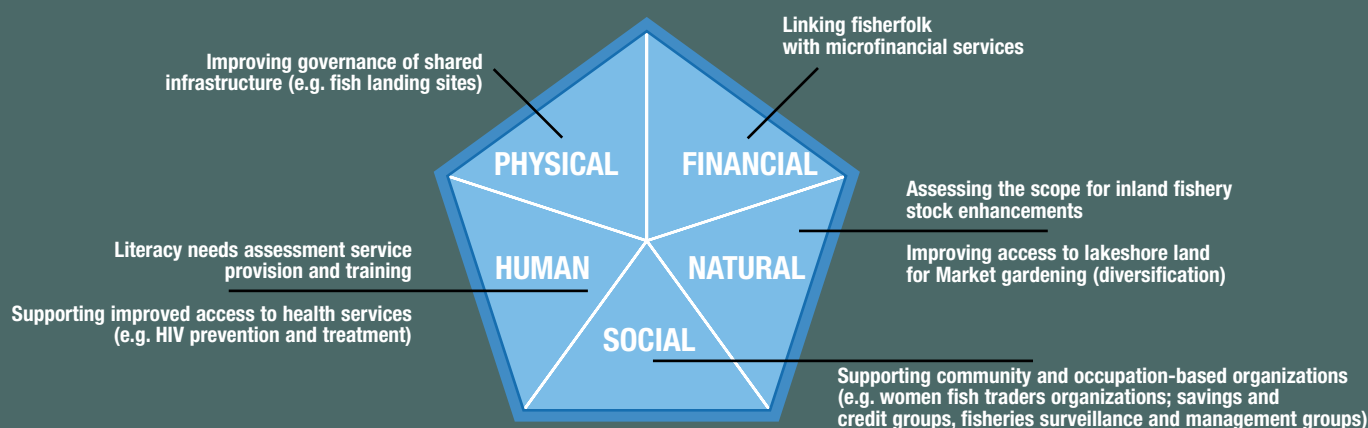 Linking fisherfolk
with microfinancial services
Improving governance of shared
infrastructure (e.g. fish landing sites)
PHYSICAL
FINANCIAL
Assessing the scope for inland fishery
stock enhancements
Improving access to lakeshore land
for Market gardening (diversification)
Literacy needs assessment service
provision and training
HUMAN
NATURAL
Supporting improved access to health services
(e.g. HIV prevention and treatment)
SOCIAL
Supporting community and occupation-based organizations
(e.g. women fish traders organizations; savings and
credit groups, fisheries surveillance and management groups)